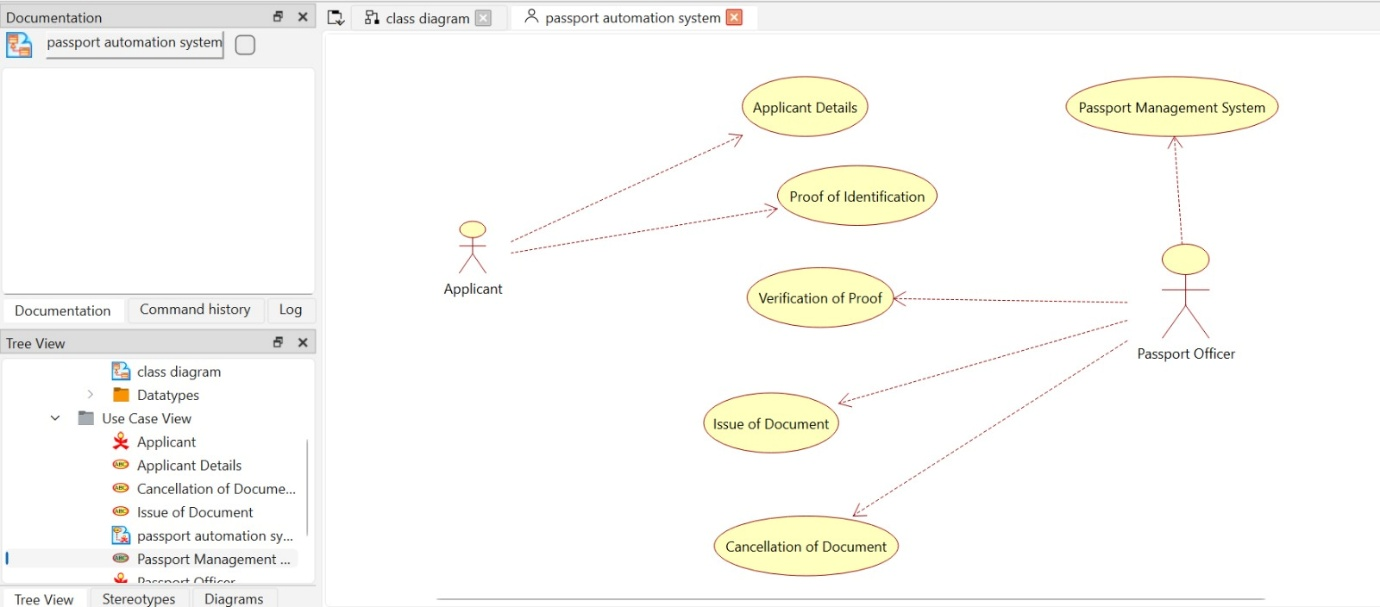 Documentation
class diagram
passport automation system
passport automation system
Documentation
Command history
Log
Tree View
class diagram
Datatypes
Use Case View
Applicant
Applicant Details
Cancellation of Docume...
Issue of Document
passport automation sy...
Passport Management ...
Passport Officer
Tree View
Stereotypes
Diagrams
Applicant Details
Passport Management System
Proof of Identification
Applicant
Verification of Proof
Passport Officer
Issue of Document
Cancellation of Document